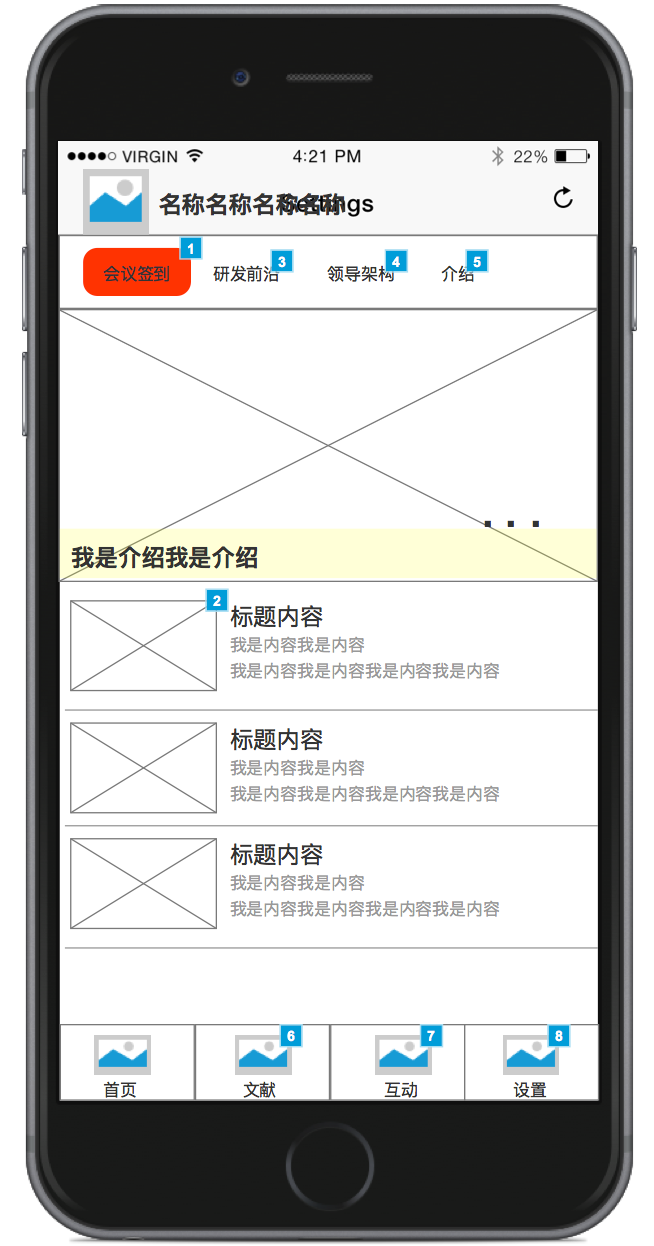 VIRGIN 4:21 PM 22%
名称名称名称名称 Settings
会议签到 1 研发前沿 3 领导架构 4 介绍 5
...
我是介绍我是介绍
2 标题内容
我是内容我是内容
我是内容我是内容我是内容我是内容
标题内容
我是内容我是内容
我是内容我是内容我是内容我是内容
标题内容
我是内容我是内容
我是内容我是内容我是内容我是内容
6 7 8
首页 文献 互动 设置